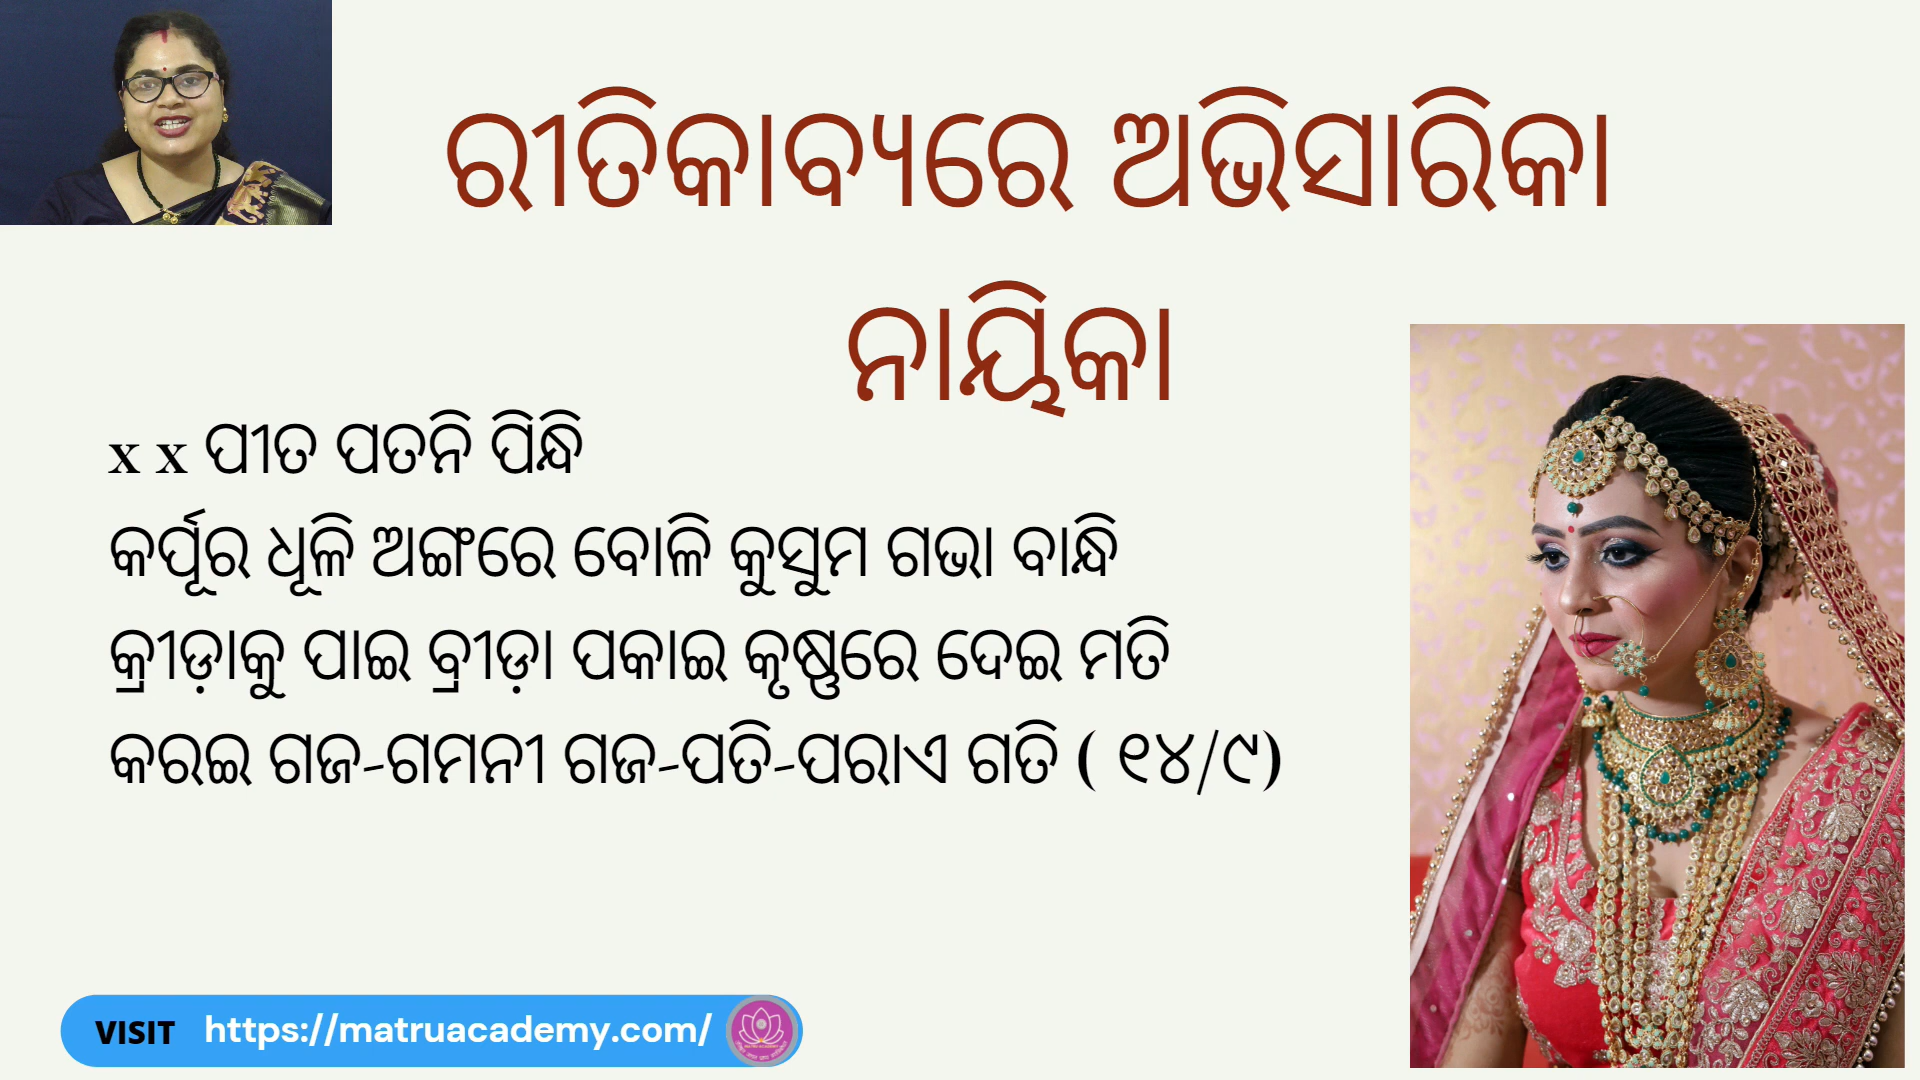 ରୀତିକାବ୍ୟରେ ଅଭିସାରିକା
ନାୟିକା
x x ପୀତ ପତନି ପିନ୍ଧି
କର୍ପୂର ଧୂଳି ଅଙ୍ଗରେ ବୋଳି କୁସୁମ ଗଭା ବାନ୍ଧି
କ୍ରୀଡ଼ାକୁ ପାଇ ବ୍ରୀଡ଼ା ପକାଇ କୃଷ୍ଣରେ ଦେଇ ମତି
କରଇ ଗଜ-ଗମନୀ ଗଜ-ପତି-ପରାଏ ଗତି ( ୧୪/୯)
VISIT https://matruacademy.com/